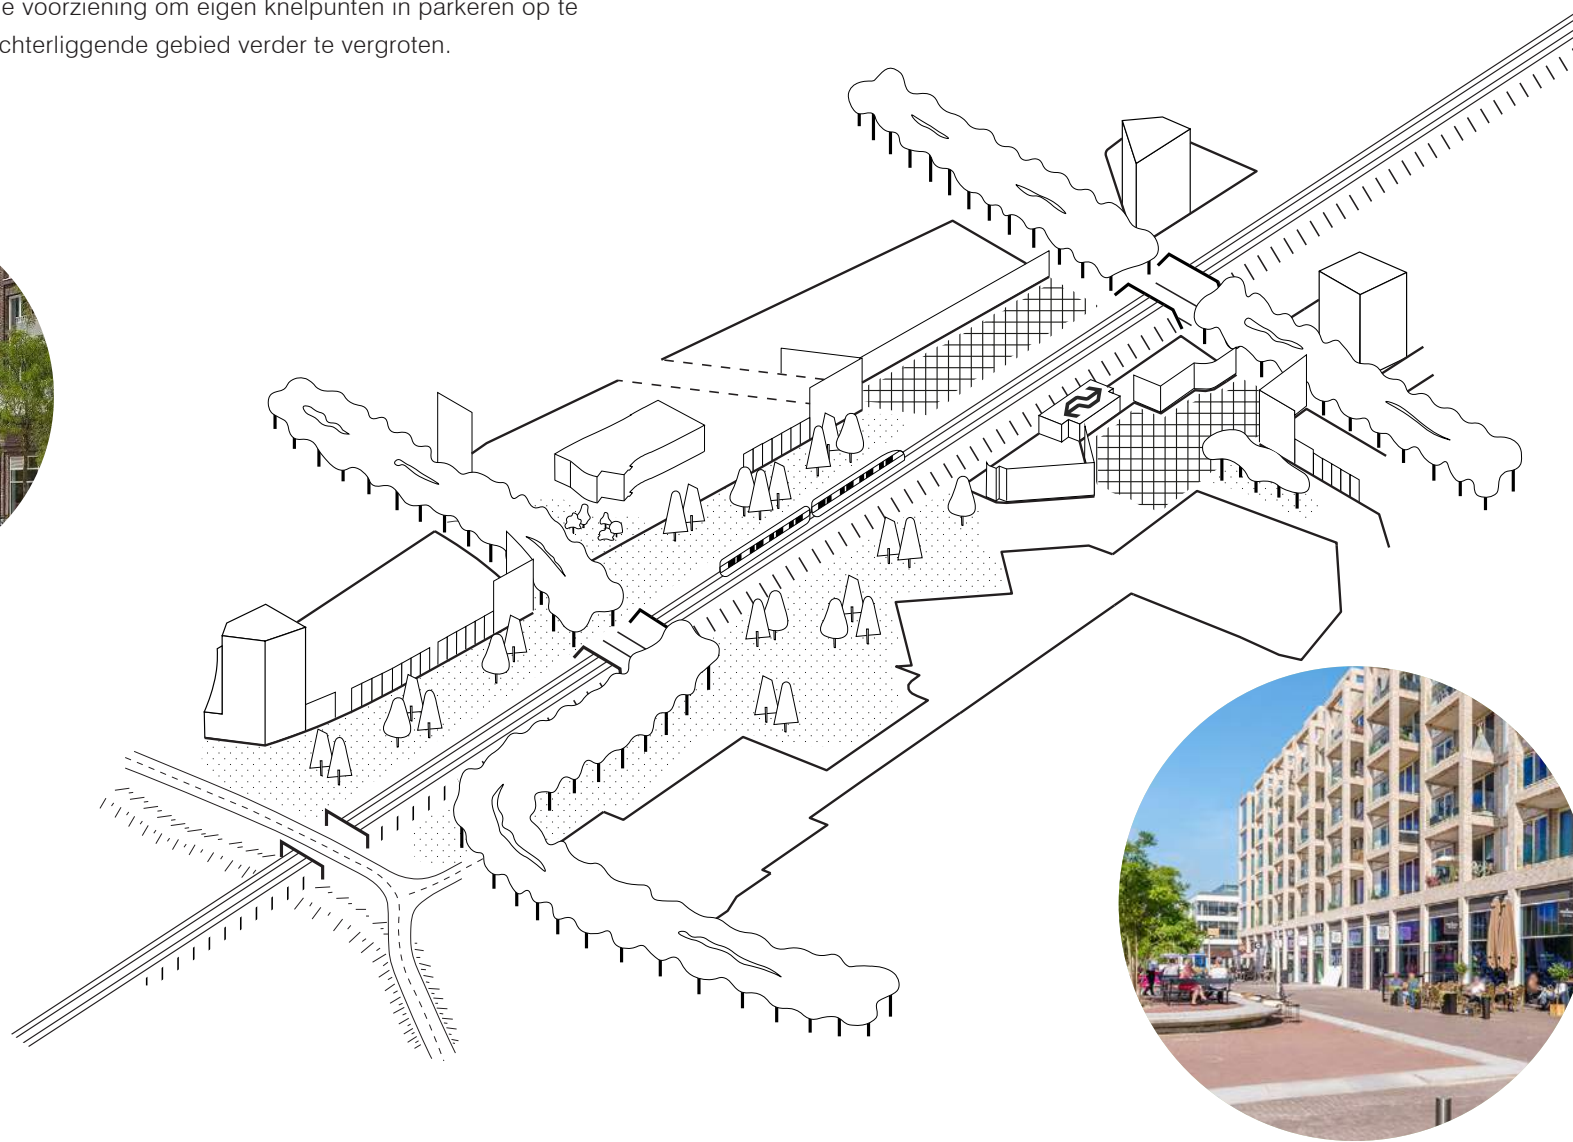 e voorziening om eigen knelpunten in parkeren op te
chterliggende gebied verder te vergroten.